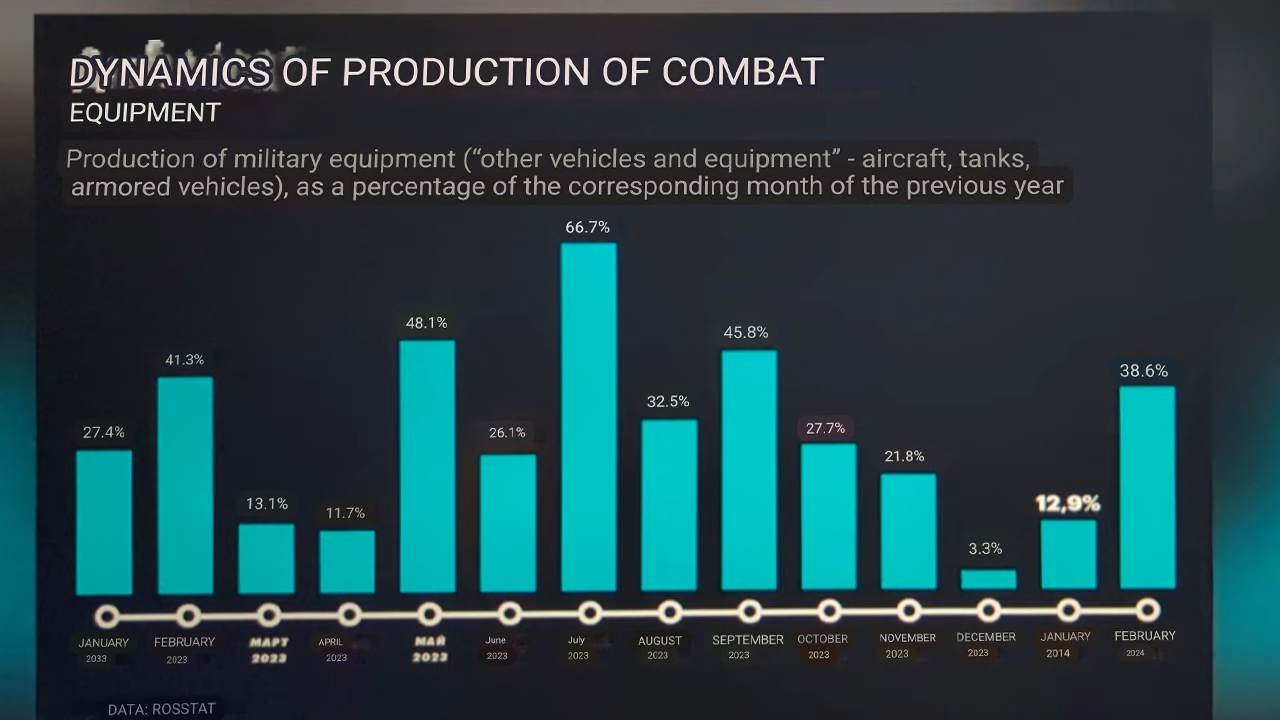 DYNAMICS OF PRODUCTION OF COMBAT
EQUIPMENT
Production of military equipment (“other vehicles and equipment” - aircraft, tanks,
armored vehicles), as a percentage of the corresponding month of the previous year
66.7%
48.1%
45.8%
41.3%
38.6%
32.5%
27.4%
26.1%
27.7%
21.8%
13.1%
11.7%
12,9%
3.3%
JANUARY FEBRUARY МАРТ APRIL МАЙ June July AUGUST SEPTEMBER OCTOBER NOVEMBER DECEMBER JANUARY FEBRUARY
2033 2023 2023 2023 2023 2023 2023 2023 2023 2023 2023 2023 2014 2024
DATA: ROSSTAT